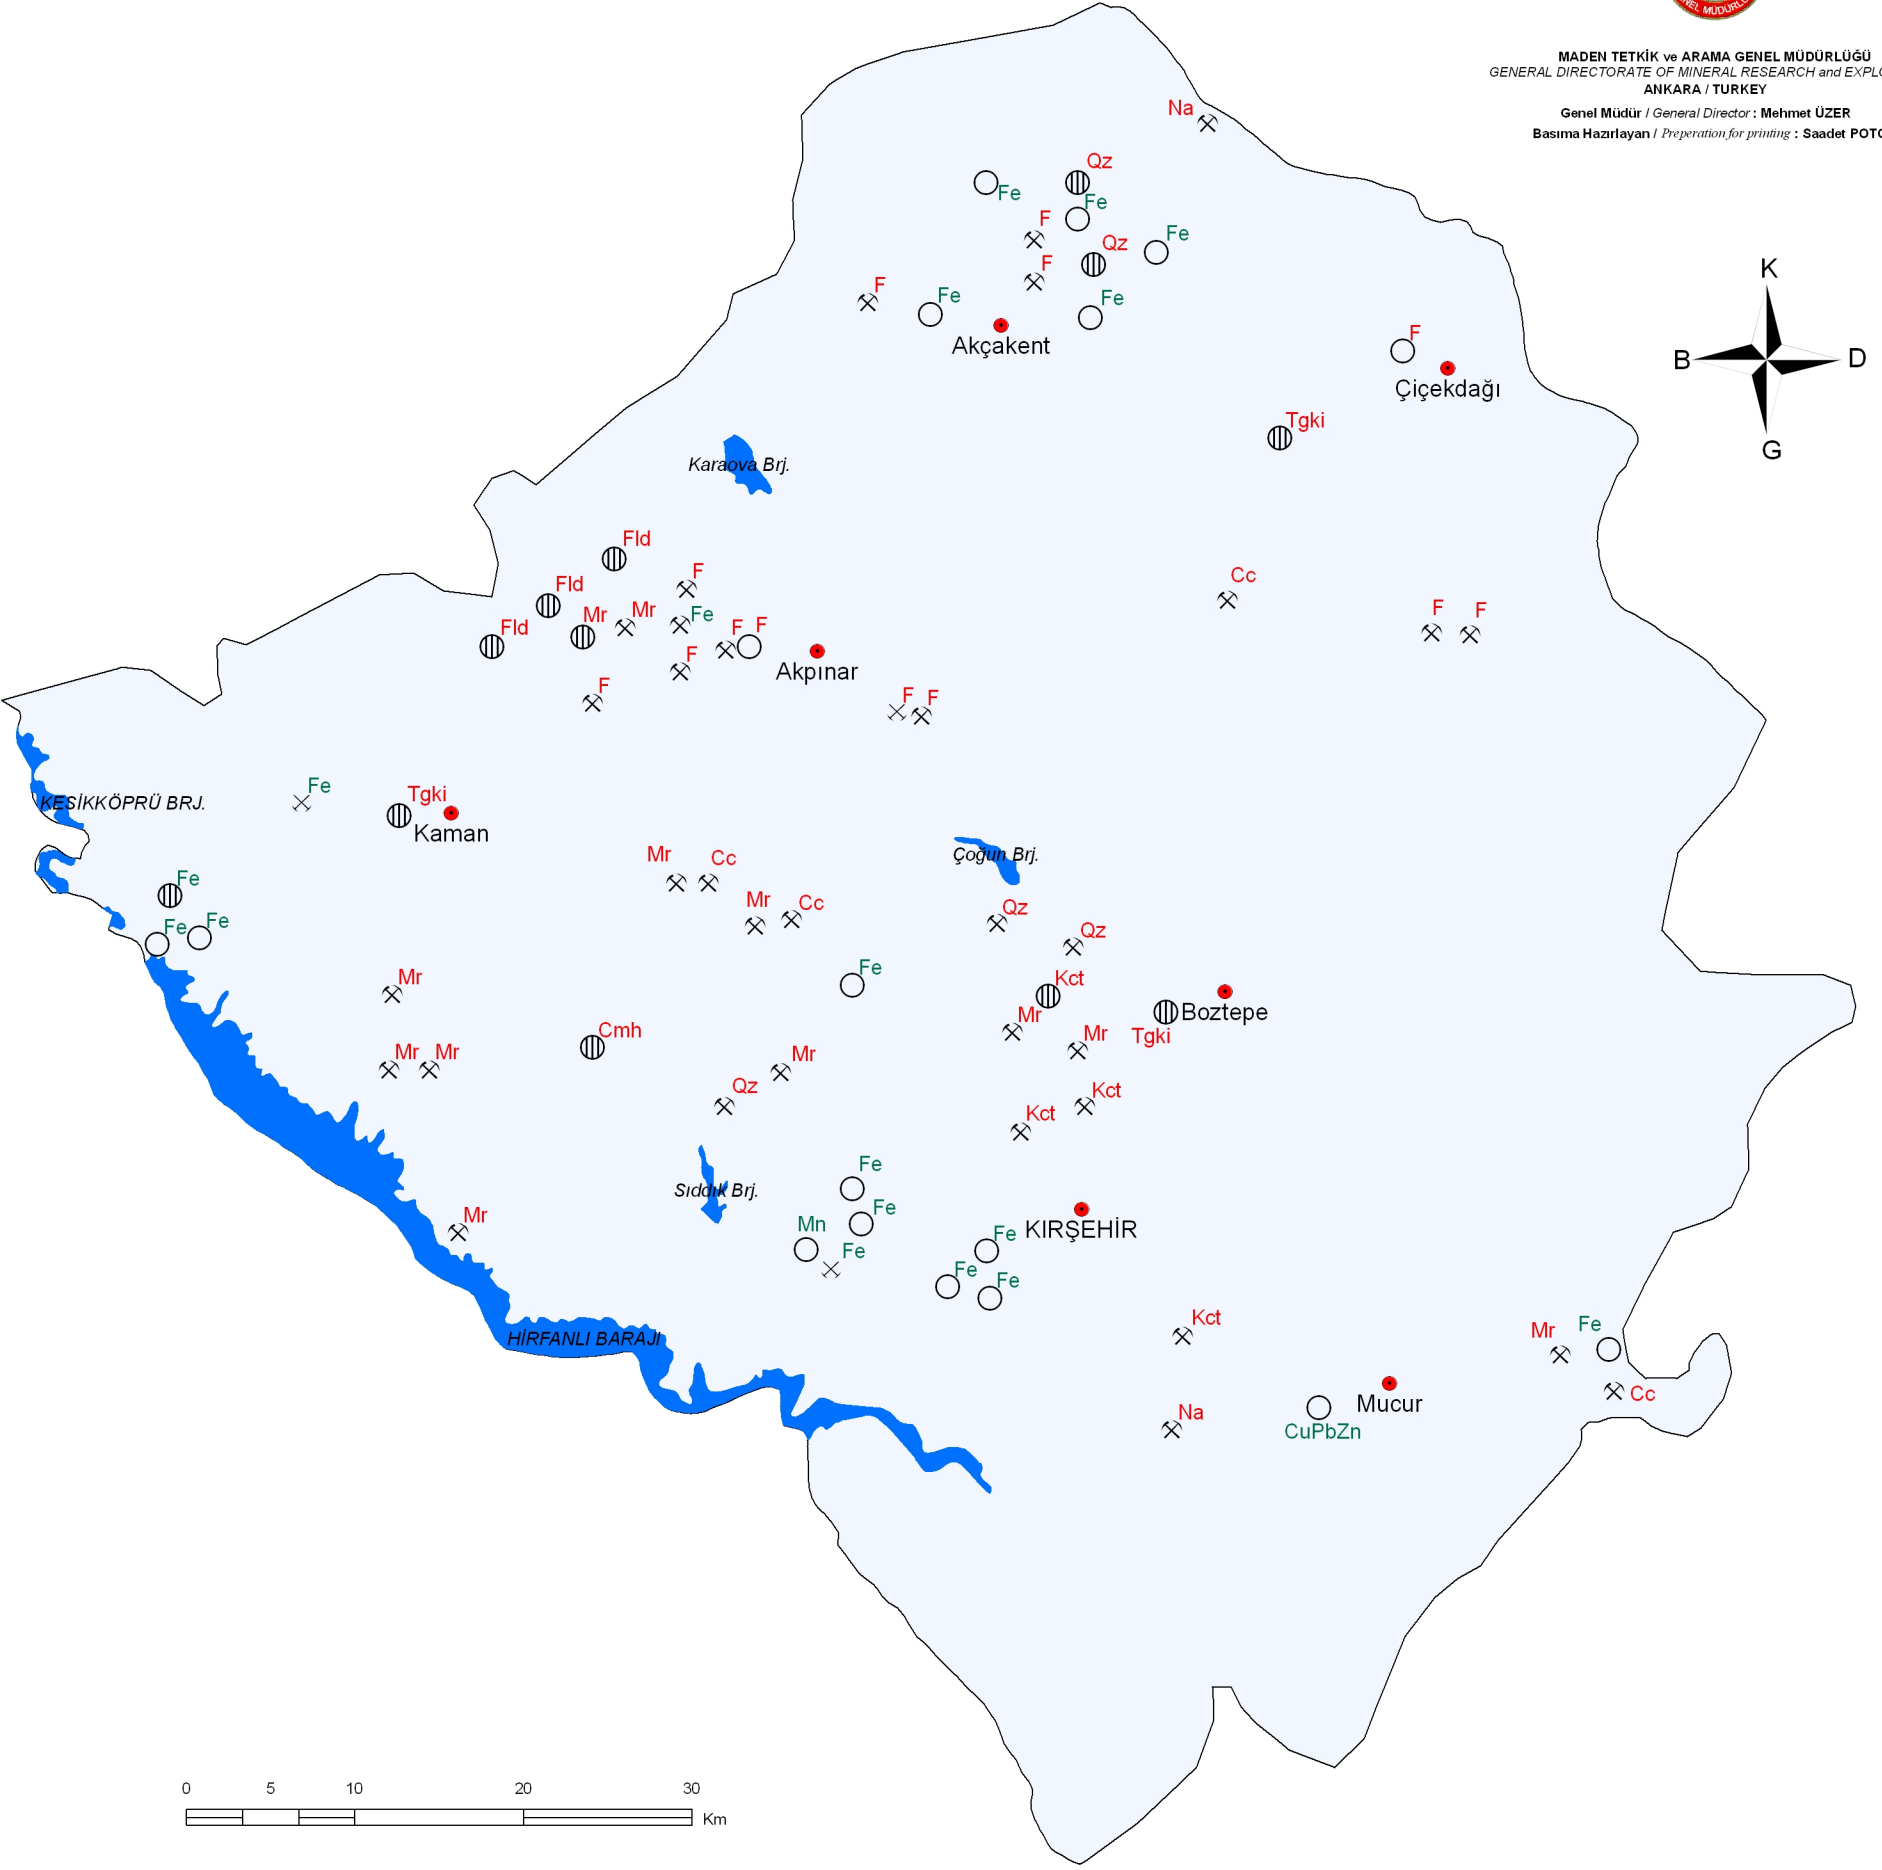 MADEN TETKİK ve ARAMA GENEL MÜDÜRLÜĞÜ
GENERAL DIRECTORATE OF MINERAL RESEARCH and
ANKARA / TURKEY
Genel Müdür / General Director : Mehmet ÜZER
Basıma Hazırlayan / Preperation for printing : Saadet
Na
Qz
Fe
Fe
F
Fe
Qz
F
F
Fe
Fe
K
B
D
G
Akçakent
F
Çiçekdağı
Tgki
Karaova Brj.
Fld
F
Cc
Fld
Mr
Mr
Fe
F
F
Fld
F
F
F
Akpınar
F
F
F
F
Fe
KESİKKÖPRÜ BRJ.
Tgki
Kaman
Mr
Cc
Çoğun Brj.
Fe
Mr
Cc
Qz
Fe
Fe
Qz
Fe
Mr
Kct
Boztepe
Mr
Tgki
Cmh
Mr
Mr
Mr
Mr
Qz
Kct
Kct
Fe
Sıddık Brj.
Fe
Mr
Mn
Fe
KIRŞEHİR
Fe
Fe
Fe
HİRFANLI BARAJI
Kct
Mr
Fe
Cc
Na
Mucur
CuPbZn
0 5 10 20 30
Km